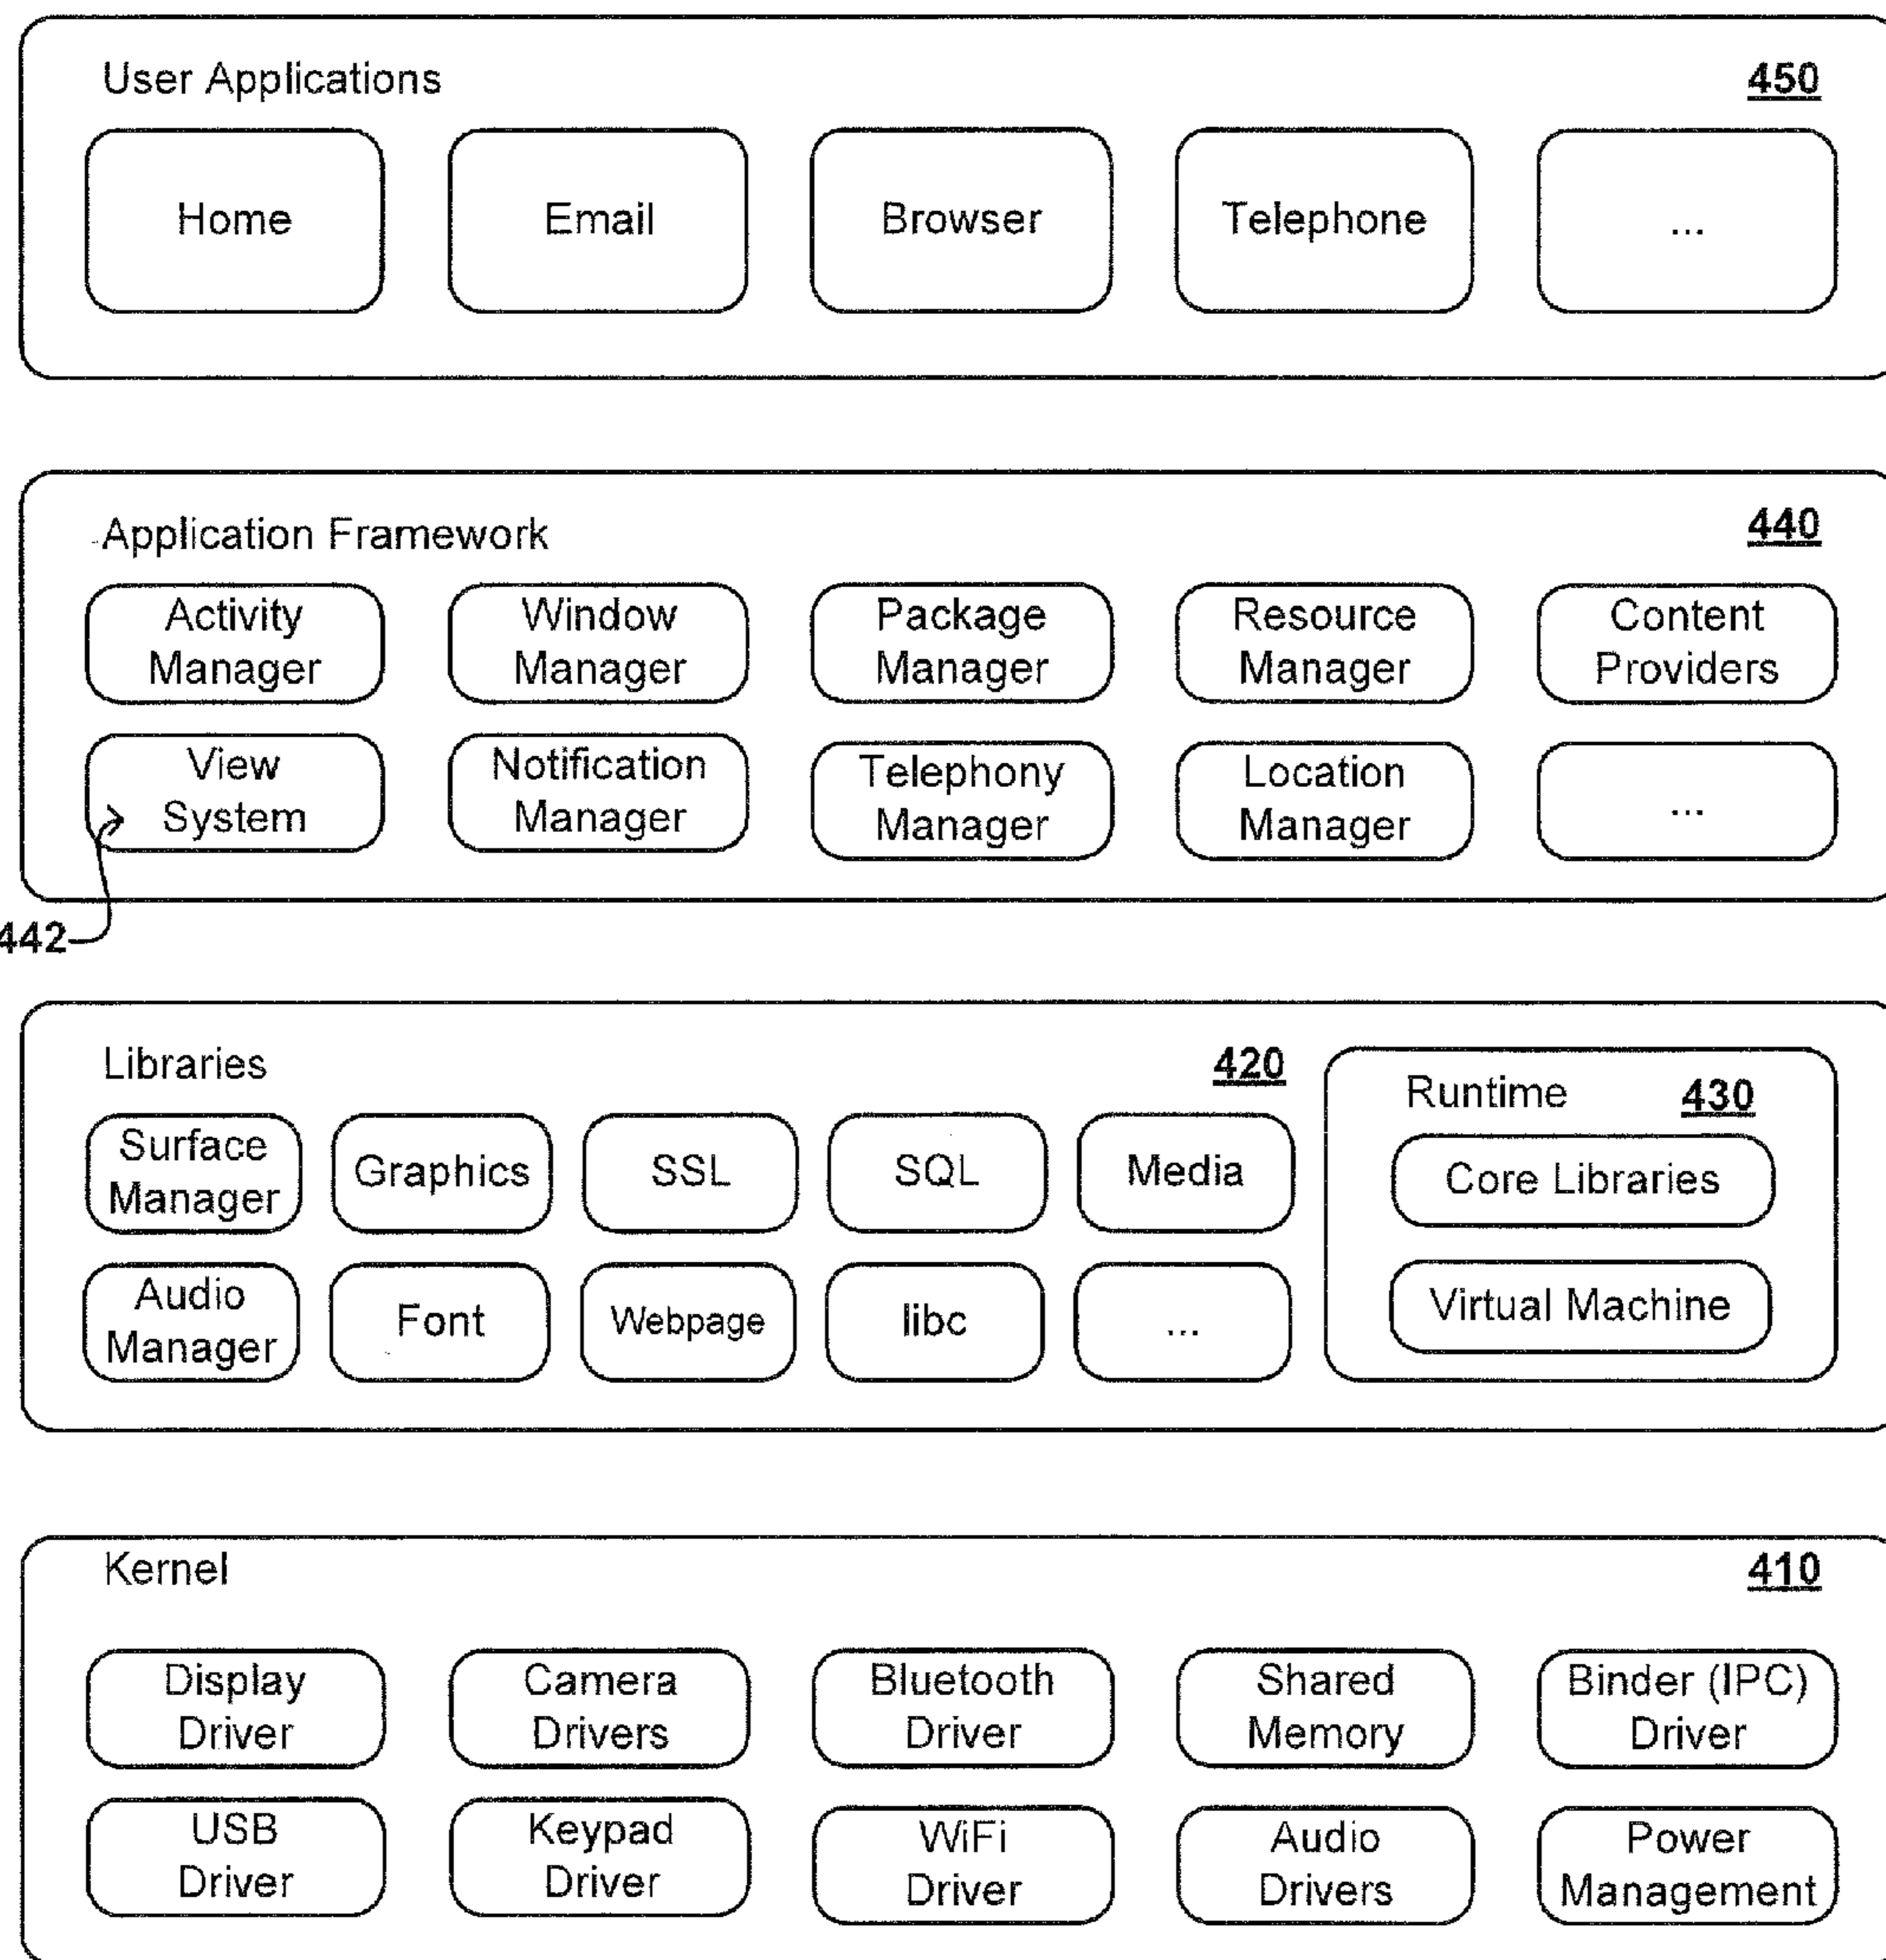 User Applications 450
Home Email Browser Telephone ...
Application Framework 440
Activity Window Package Resource Content
Manager Manager Manager Manager Providers
View Notification Telephony Location
System Manager Manager Manager ...
442
Libraries 420
Surface
Manager Graphics SSL SQL Media
Audio
Manager Font Webpage libc ...
Runtime 430
Core Libraries
Virtual Machine
Kernel 410
Display Camera Bluetooth Shared Binder (IPC)
Driver Drivers Driver Memory Driver
USB Keypad WiFi Audio Power
Driver Driver Driver Drivers Management